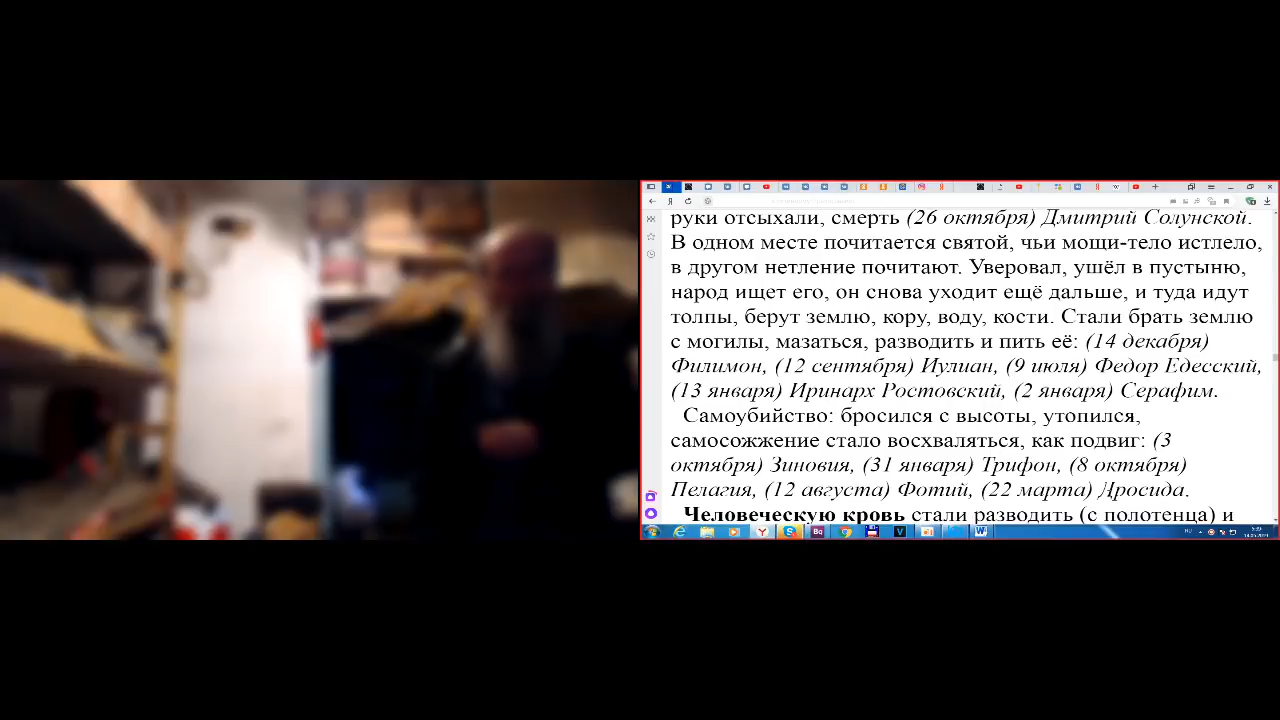 руки отсыхали, смерть (26 октября) Дмитрий Солунской.
В одном месте почитается святой, чьи мощи-тело истлело,
в другом нетление почитают. Уверовал, ушёл в пустыню,
народ ищет его, он снова уходит ещё дальше, и туда идут
толпы, берут землю, кору, воду, кости. Стали брать землю
с могилы, мазаться, разводить и пить её: (14 декабря)
Филимон, (12 сентября) Иулиан, (9 июля) Федор Едесский,
(13 января) Иринарх Ростовский, (2 января) Серафим.
Самоубийство: бросился с высоты, утопился,
самосожжение стало восхваляться, как подвиг: (3
октября) Зиновия, (31 января) Трифон, (8 октября)
Пелагия, (12 августа) Фотий, (22 марта) Дросида.
Человеческую кровь стали разводить (с полотенца) и